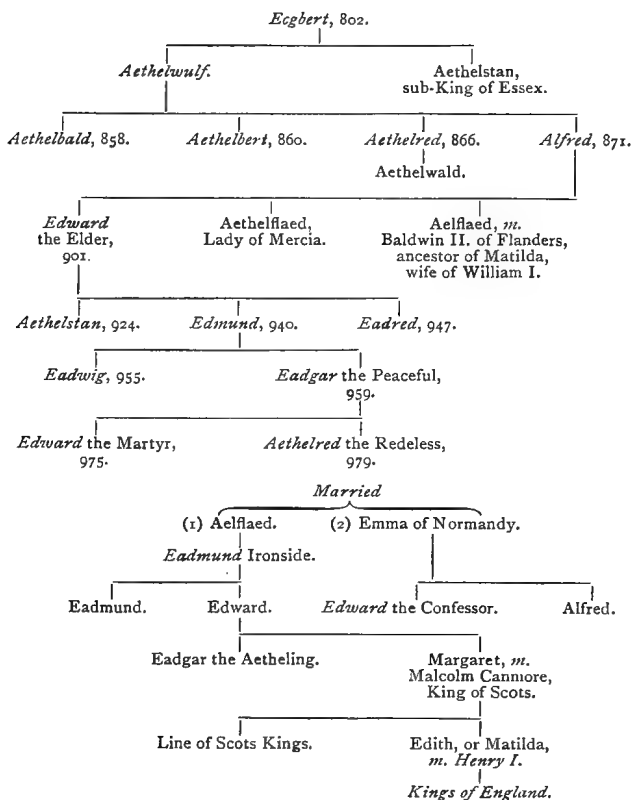 Ecgbert, 802.
Aethelwulf. Aethelstan,
sub-King of Essex.
Aethelbald, 858. Aethelbert, 860. Aethelred, 866. Alfred, 871.
Aethelwald.
Edward
the Elder,
901.
Aethelflaed,
Lady of Mercia.
Aelflaed, m.
Baldwin II. of Flanders,
ancestor of Matilda,
wife of William I.
Aethelstan, 924. Edmund, 940. Eadred, 947.
Eadwig, 955. Eadgar the Peaceful,
959.
Edward the Martyr,
975.
Aethelred the Redeless,
979.
Married
(1) Aelflaed. (2) Emma of Normandy.
Eadmund Ironside.
Eadmund. Edward. Edward the Confessor. Alfred.
Eadgar the Aetheling. Margaret, m.
Malcolm Canmore,
King of Scots.
Line of Scots Kings. Edith, or Matilda,
m. Henry I.
Kings of England.